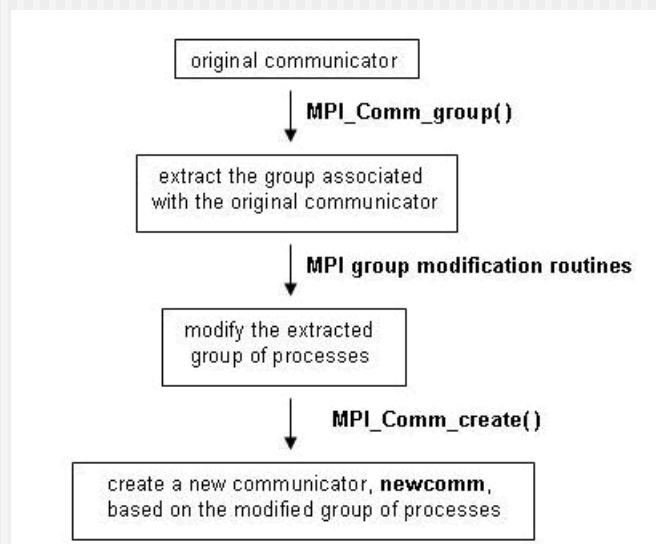 original communicator
MPI_Comm_group()
extract the group associated
with the original communicator
MPI group modification routines
modify the extracted
group of processes
MPI_Comm_create()
create a new communicator, newcomm,
based on the modified group of processes